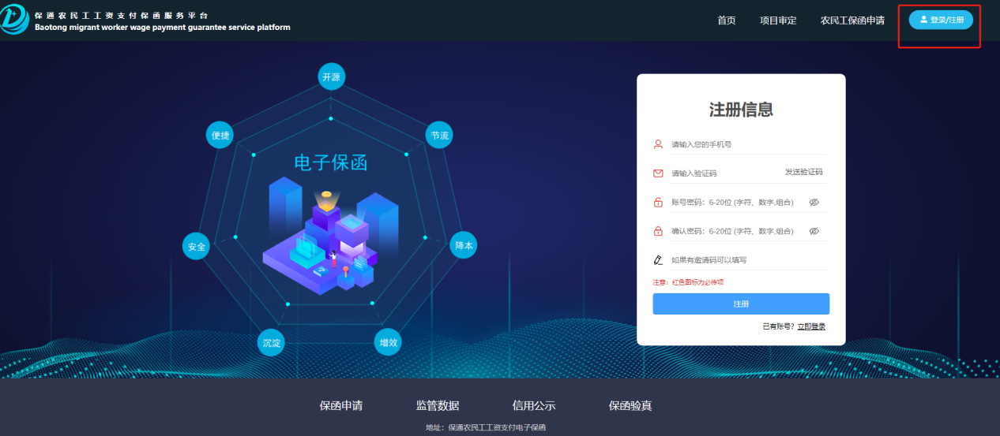 保通农民工工资支付保函服务平台
Baotong migrant worker wage payment guarantee service platform
首页
项目审定
农民工保函申请
登录/注册
开源
便捷
节流
电子保函
安全
降本
沉淀
增效
注册信息
请输入您的手机号
请输入验证码
发送验证码
账号密码：6-20位 (字符、数字,组合)
确认密码：6-20位 (字符、数字,组合)
如果有邀请码可以填写
注意：红色图标为必传项
注册
已有账号？立即登录
保函申请
监管数据
信用公示
保函验真
地址：保通农民工工资支付电子保函